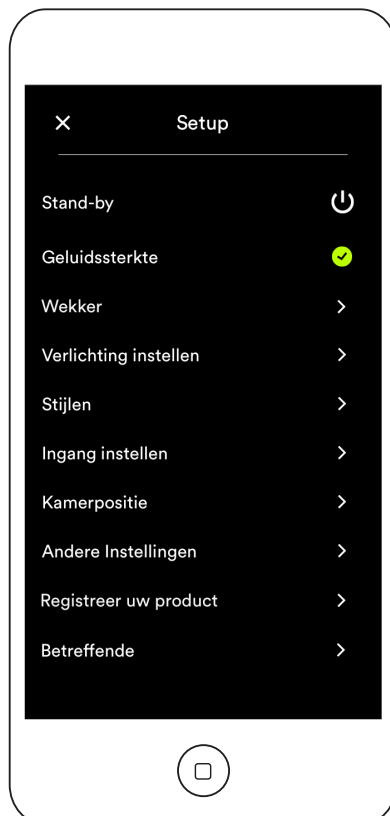 Setup
Stand-by
Geluidssterkte
Wekker
Verlichting instellen
Stijlen
Ingang instellen
Kamerpositie
Andere Instellingen
Registreer uw product
Betreffende